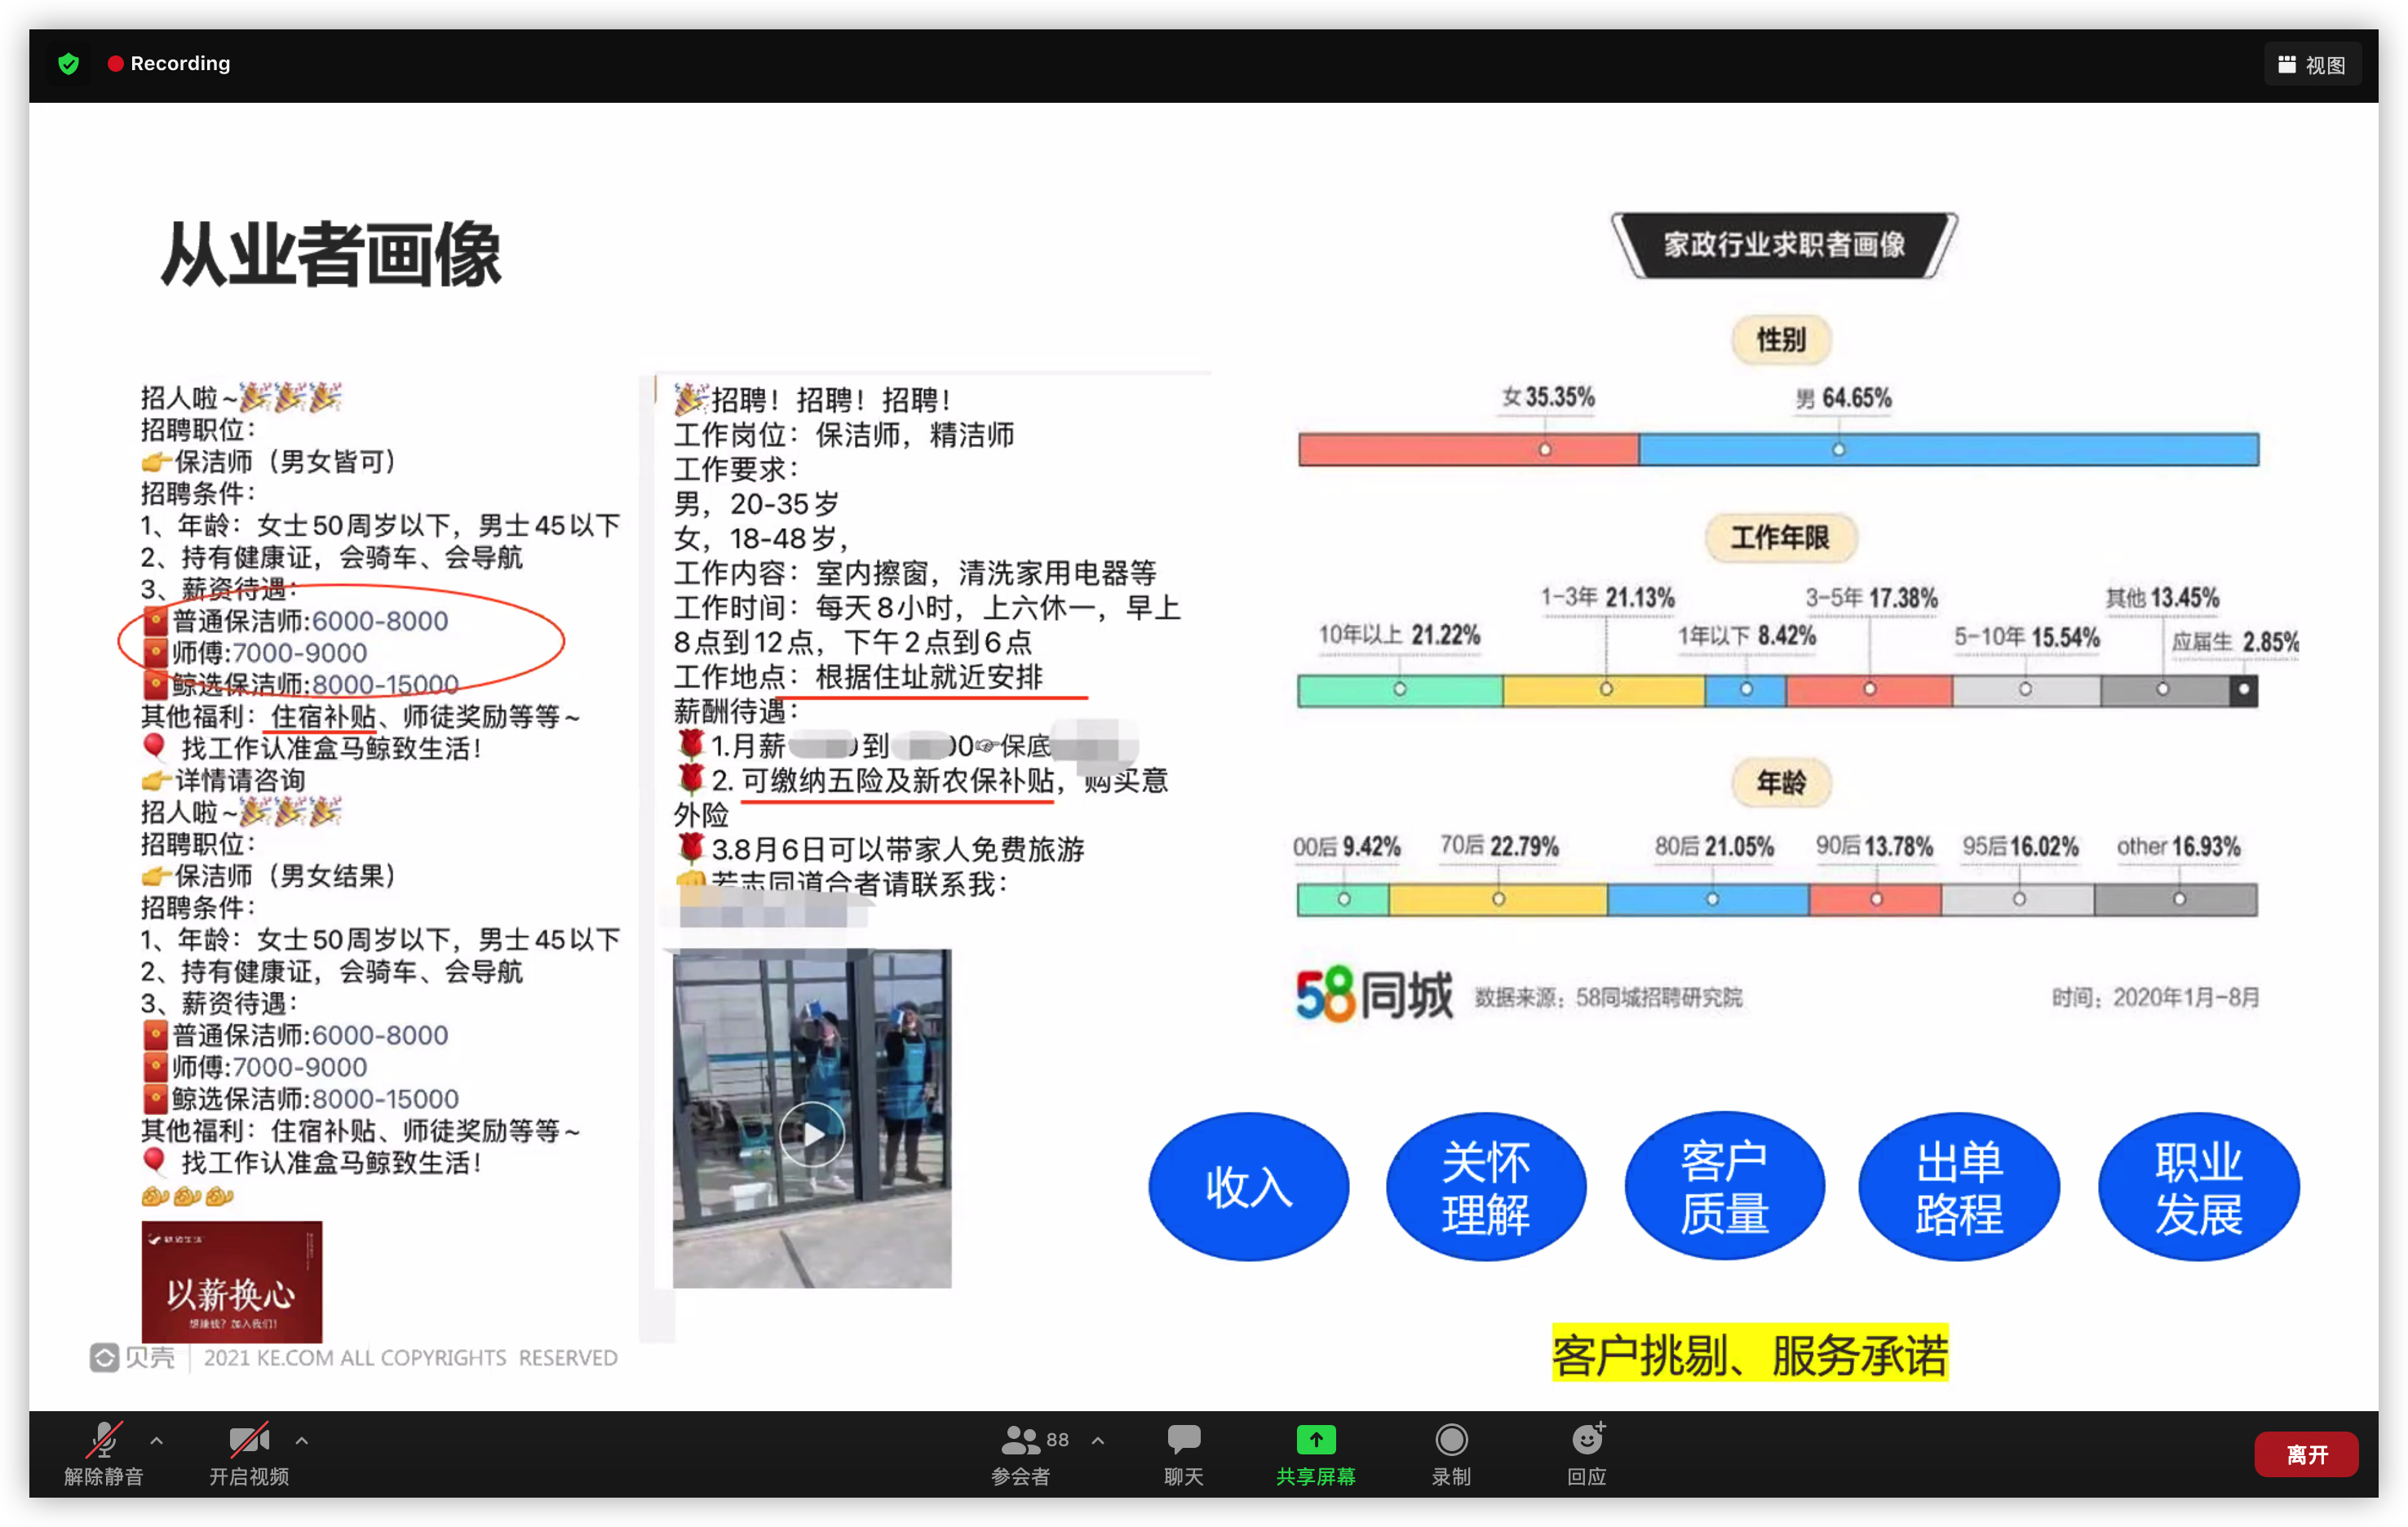 Recording
视图
从业者画像
招人啦~
招聘职位：
保洁师（男女皆可）
招聘条件：
1、年龄：女士50周岁以下，男士45以下
2、持有健康证，会骑车、会导航
3、薪资待遇：
普通保洁师:6000-8000
师傅:7000-9000
鲸选保洁师:8000-15000
其他福利：住宿补贴、师徒奖励等等~
找工作认准盒马鲸致生活！
详情请咨询
招人啦~
招聘职位：
保洁师（男女结果）
招聘条件：
1、年龄：女士50周岁以下，男士45以下
2、持有健康证，会骑车、会导航
3、薪资待遇：
普通保洁师:6000-8000
师傅:7000-9000
鲸选保洁师:8000-15000
其他福利：住宿补贴、师徒奖励等等~
找工作认准盒马鲸致生活！
以薪换心
想赚钱？加入我们！
招聘！招聘！招聘！
工作岗位：保洁师，精洁师
工作要求：
男，20-35岁
女，18-48岁，
工作内容：室内擦窗，清洗家用电器等
工作时间：每天8小时，上六休一，早上
8点到12点，下午2点到6点
工作地点：根据住址就近安排
薪酬待遇：
1.月薪 到 00 保底
2. 可缴纳五险及新农保补贴，购买意
外险
3.8月6日可以带家人免费旅游
若志同道合者请联系我：
家政行业求职者画像
性别
女 35.35% 男 64.65%
工作年限
1-3年 21.13% 3-5年 17.38% 其他 13.45%
10年以上 21.22% 1年以下 8.42% 5-10年 15.54% 应届生 2.85%
年龄
00后 9.42% 70后 22.79% 80后 21.05% 90后 13.78% 95后 16.02% other 16.93%
58同城 数据来源：58同城招聘研究院 时间：2020年1月-8月
收入
关怀
理解
客户
质量
出单
路程
职业
发展
客户挑剔、服务承诺
贝壳 2021 KE.COM ALL COPYRIGHTS RESERVED
解除静音
开启视频
88
参会者
聊天
共享屏幕
录制
回应
离开